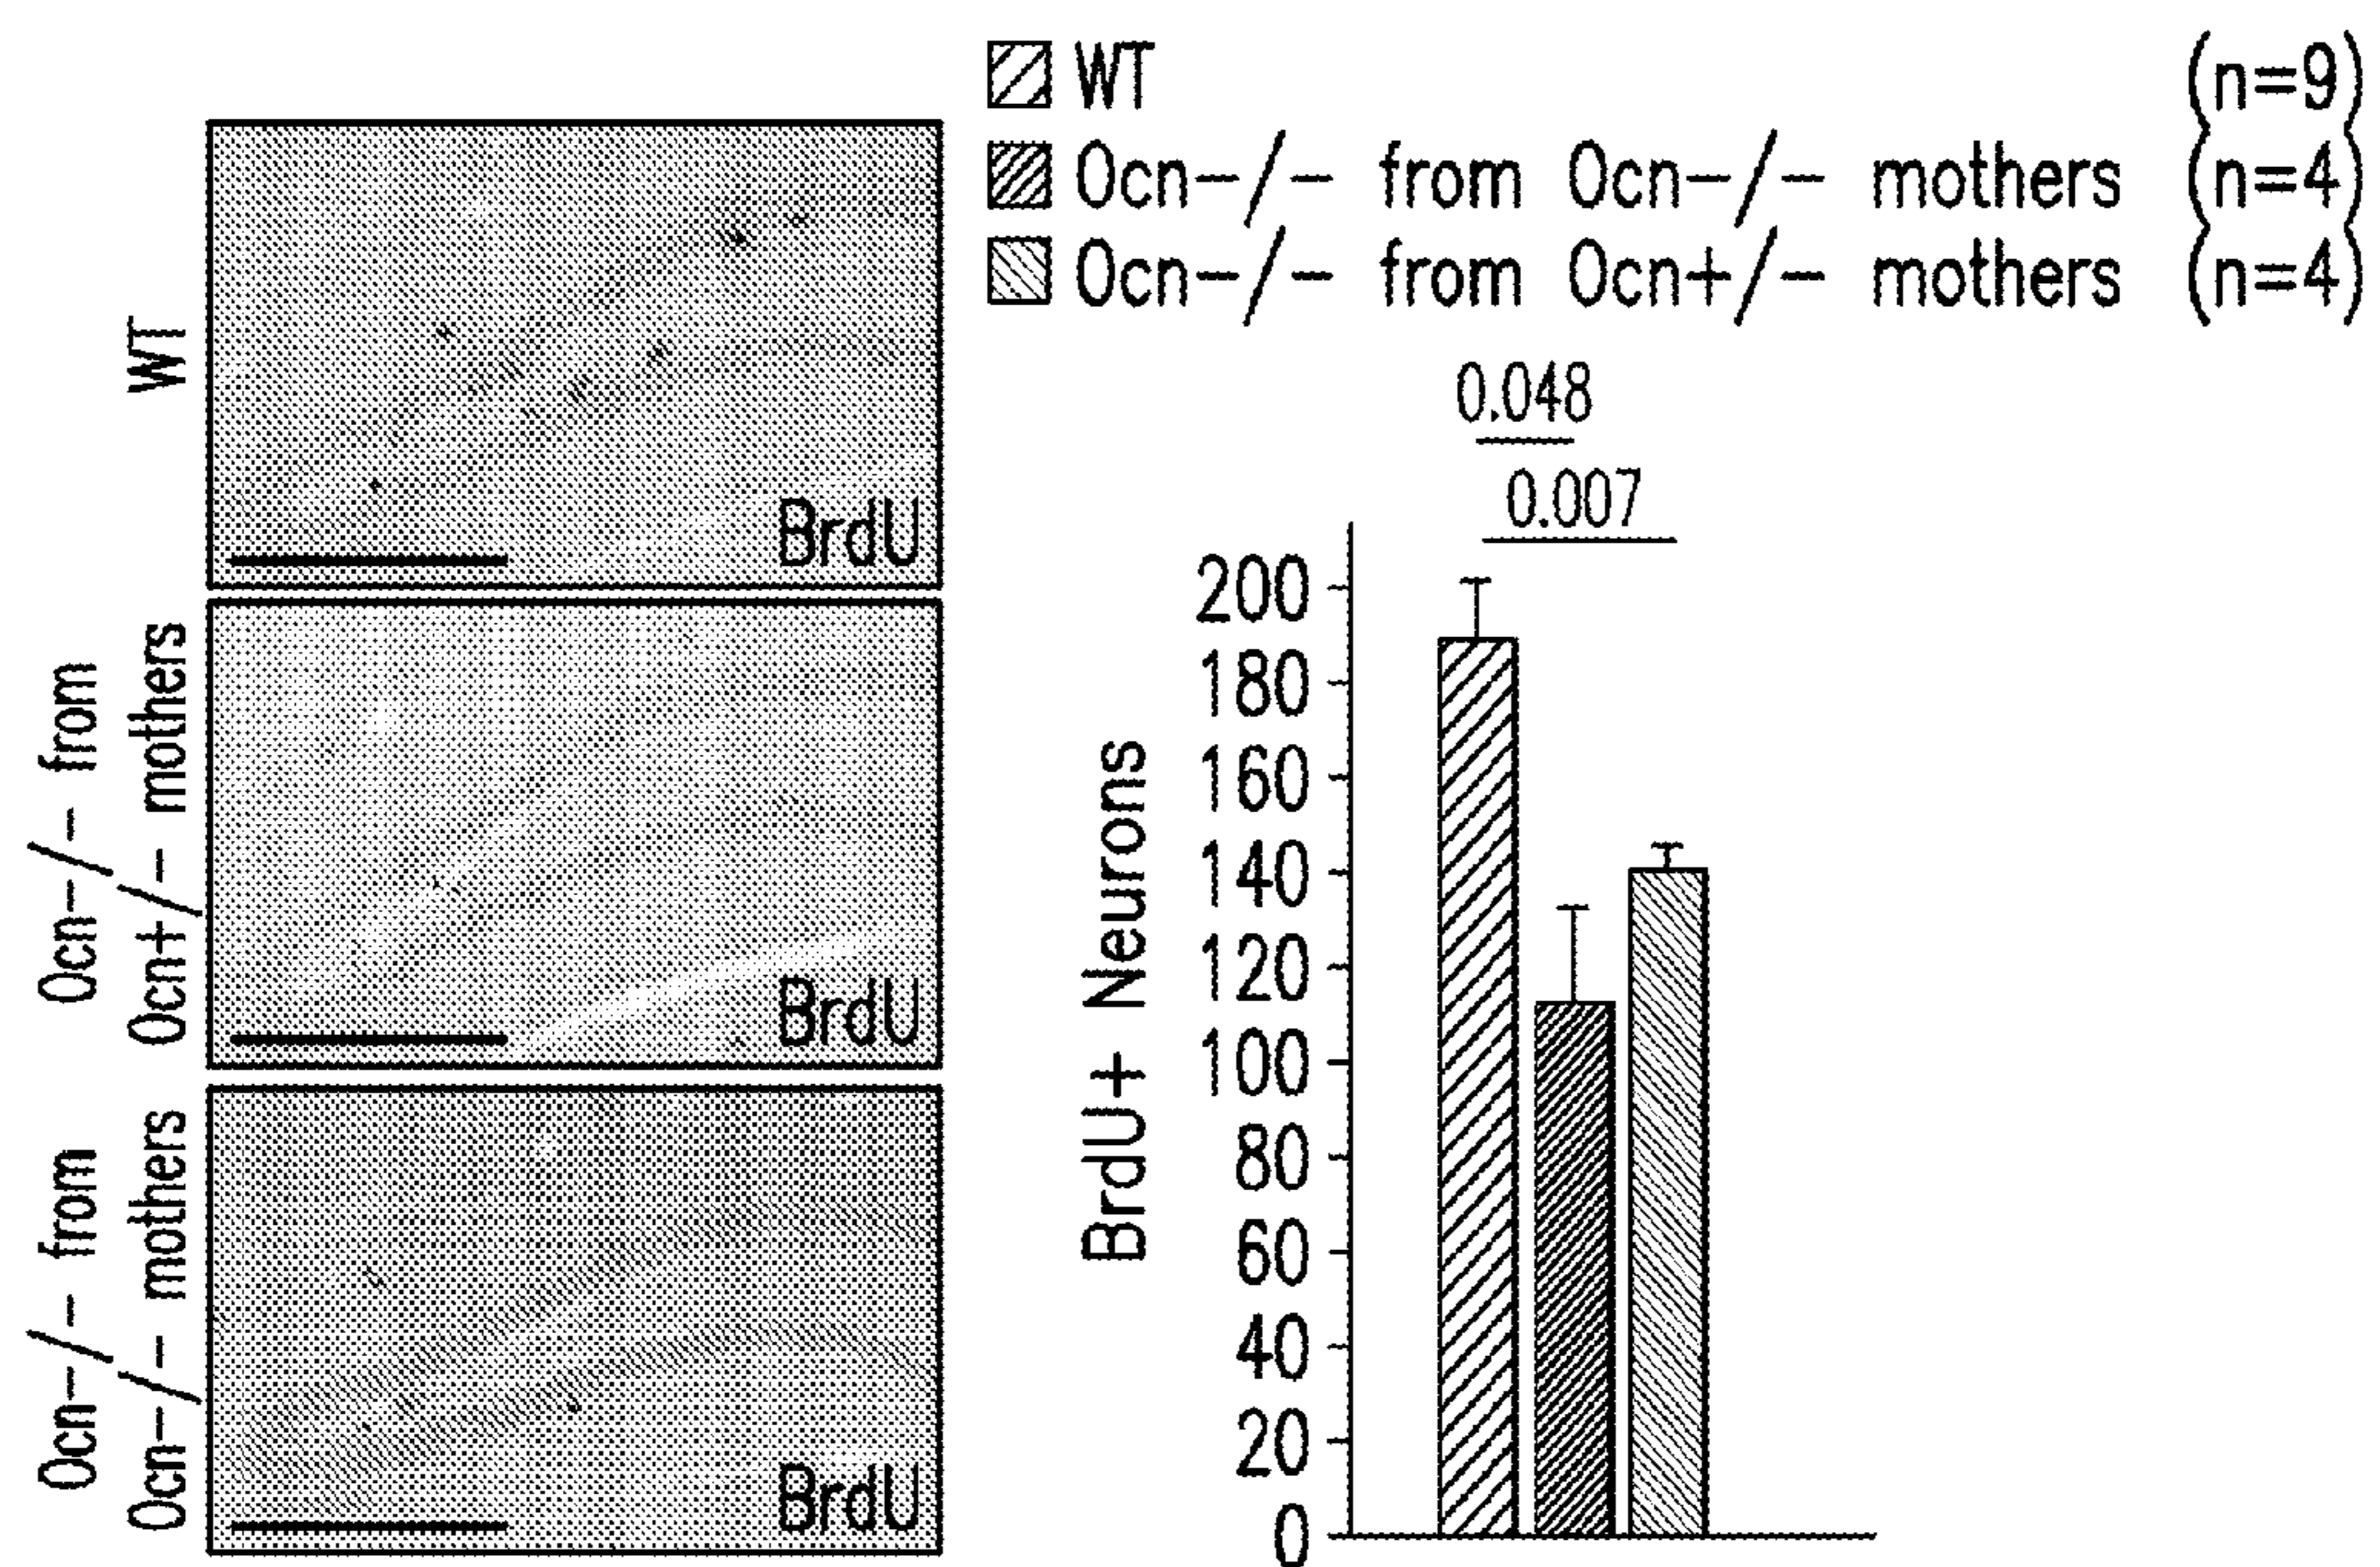 WT (n=9)
Ocn-/- from Ocn-/- mothers (n=4)
Ocn-/- from Ocn+/- mothers (n=4)
WT
BrdU
Ocn-/- from
Ocn+/- mothers
BrdU
Ocn-/- from
Ocn-/- mothers
BrdU
0.048
0.007
BrdU+ Neurons
200
180
160
140
120
100
80
60
40
20
0